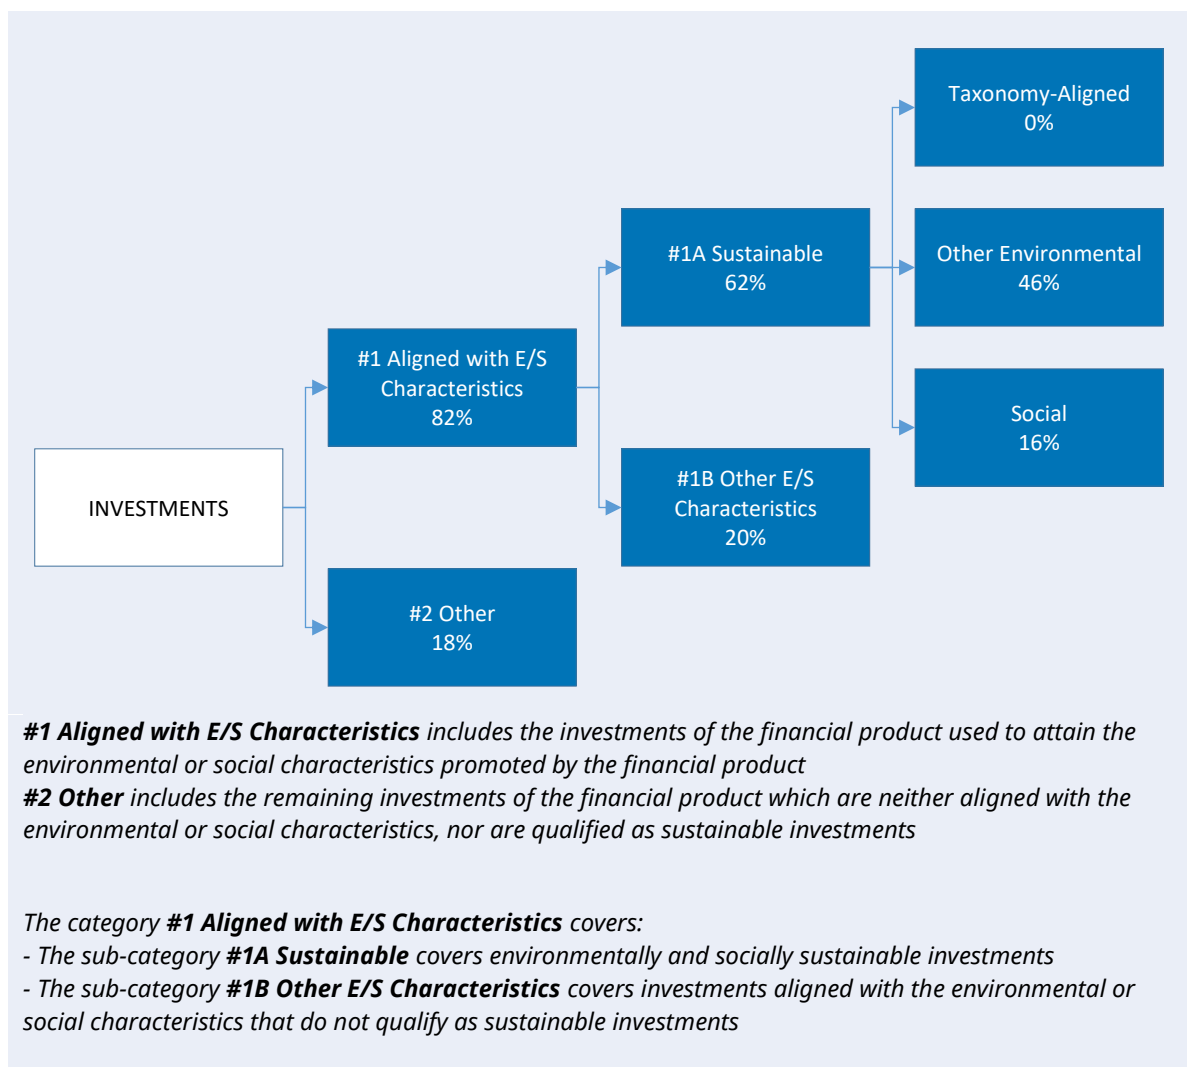 Taxonomy-Aligned
0%
#1A Sustainable
62%
Other Environmental
46%
#1 Aligned with E/S
Characteristics
82%
Social
16%
INVESTMENTS
#1B Other E/S
Characteristics
20%
#2 Other
18%
#1 Aligned with E/S Characteristics includes the investments of the financial product used to attain the
environmental or social characteristics promoted by the financial product
#2 Other includes the remaining investments of the financial product which are neither aligned with the
environmental or social characteristics, nor are qualified as sustainable investments
The category #1 Aligned with E/S Characteristics covers:
- The sub-category #1A Sustainable covers environmentally and socially sustainable investments
- The sub-category #1B Other E/S Characteristics covers investments aligned with the environmental or
social characteristics that do not qualify as sustainable investments